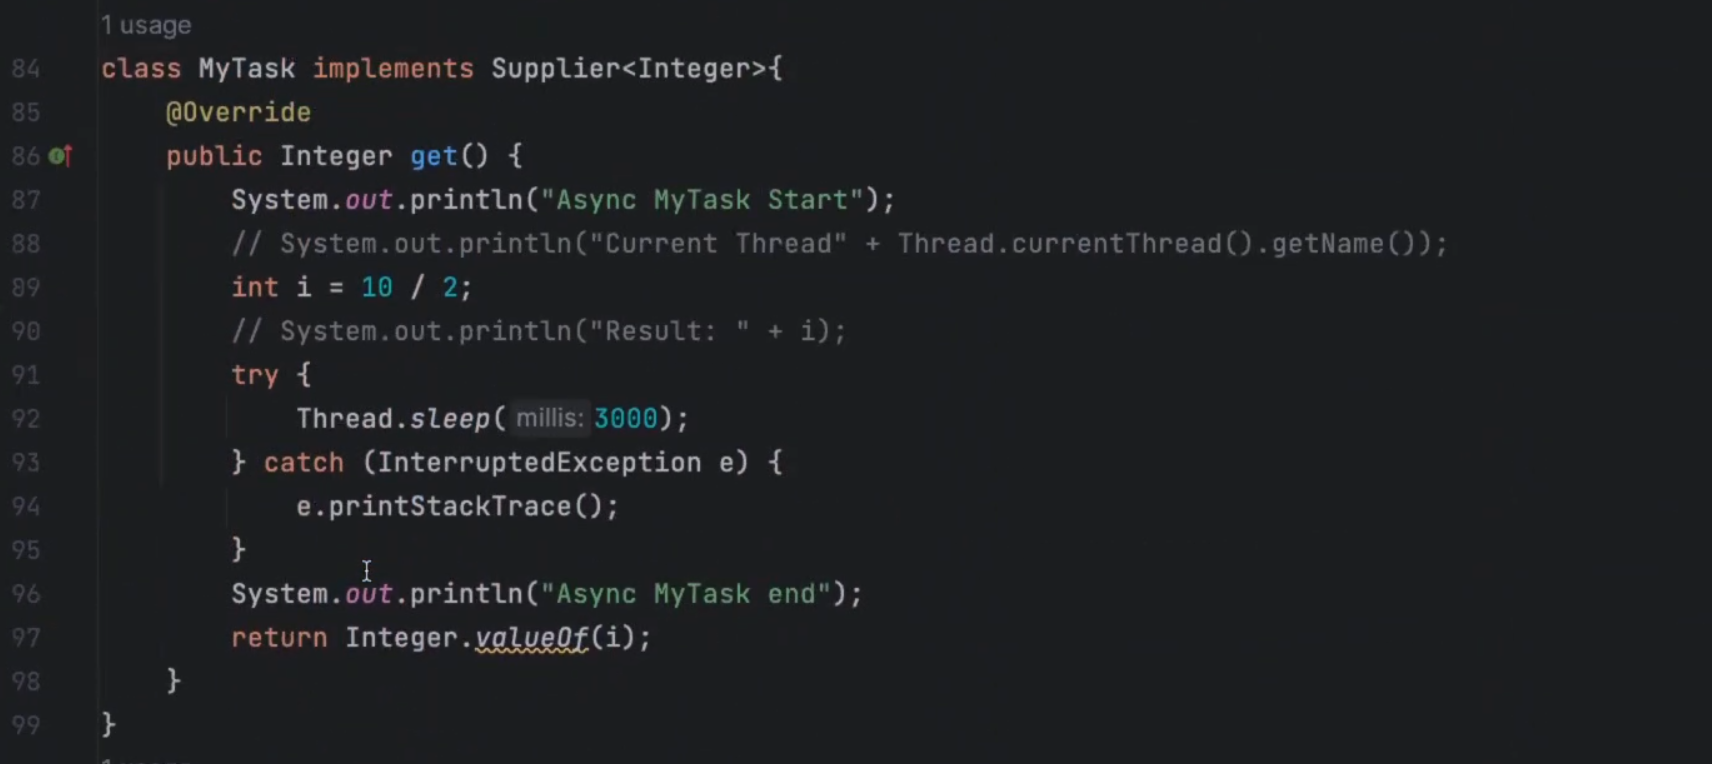 1 usage
84 class MyTask implements Supplier<Integer>{
85 @Override
86 public Integer get() {
87 System.out.println("Async MyTask Start");
88 // System.out.println("Current Thread" + Thread.currentThread().getName());
89 int i = 10 / 2;
90 // System.out.println("Result: " + i);
91 try {
92 Thread.sleep( millis: 3000);
93 } catch (InterruptedException e) {
94 e.printStackTrace();
95 }
96 System.out.println("Async MyTask end");
97 return Integer.valueOf(i);
98 }
99 }